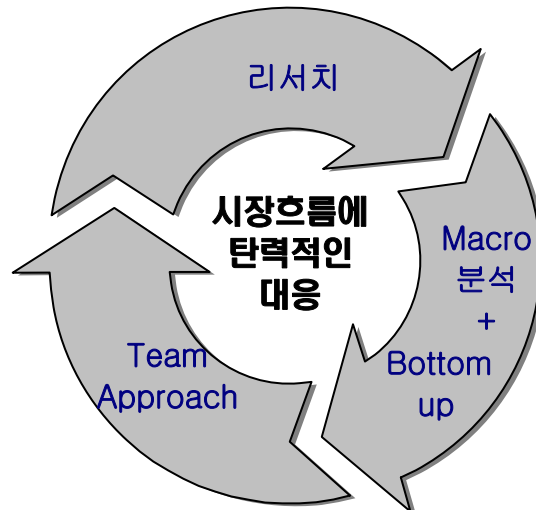 리서치
시장흐름에
탄력적인
대응
Macro
분석
+
Bottom
up
Team
Approach